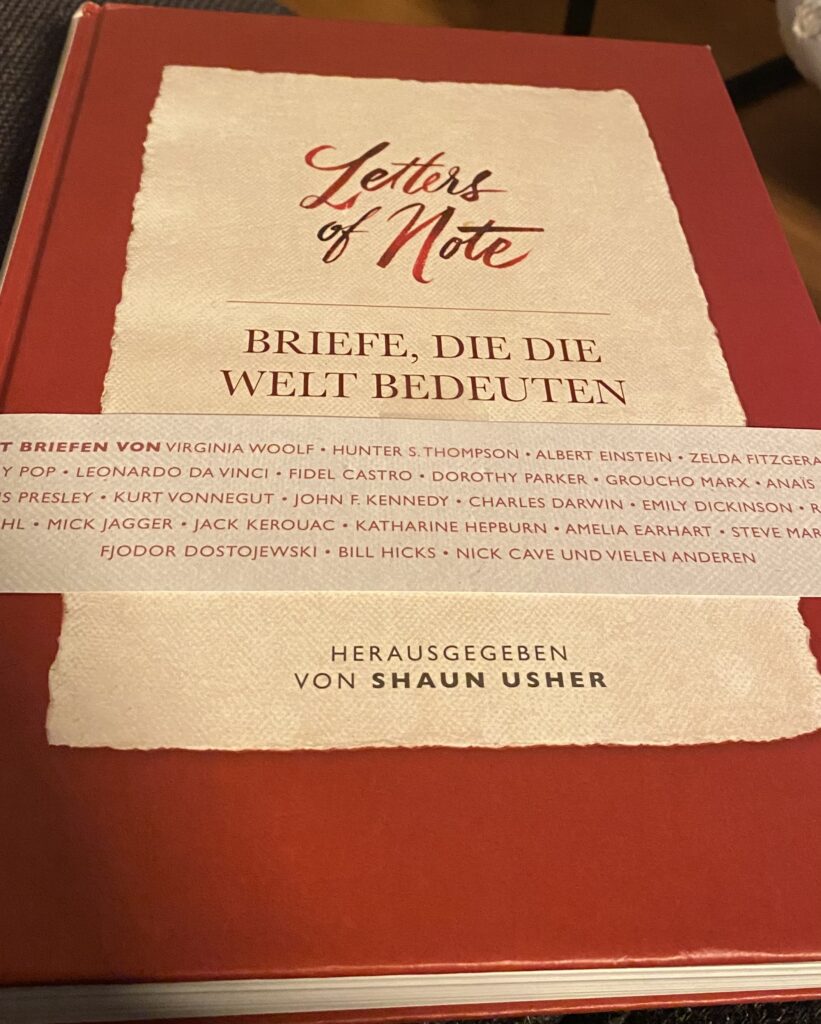 Letters
of Note
BRIEFE, DIE DIE
WELT BEDEUTEN
BRIEFEN VON VIRGINIA WOOLF • HUNTER S. THOMPSON • ALBERT EINSTEIN • ZELDA
POP • LEONARDO DA VINCI • FIDEL CASTRO • DOROTHY PARKER • GROUCHO MARX • ANAÏS
PRESLEY • KURT VONNEGUT • JOHN F. KENNEDY • CHARLES DARWIN • EMILY DICKINSON •
• MICK JAGGER • JACK KEROUAC • KATHARINE HEPBURN • AMELIA EARHART • STEVE
FJODOR DOSTOJEWSKI • BILL HICKS • NICK CAVE UND VIELEN ANDEREN
HERAUSGEGEBEN
VON SHAUN USHER